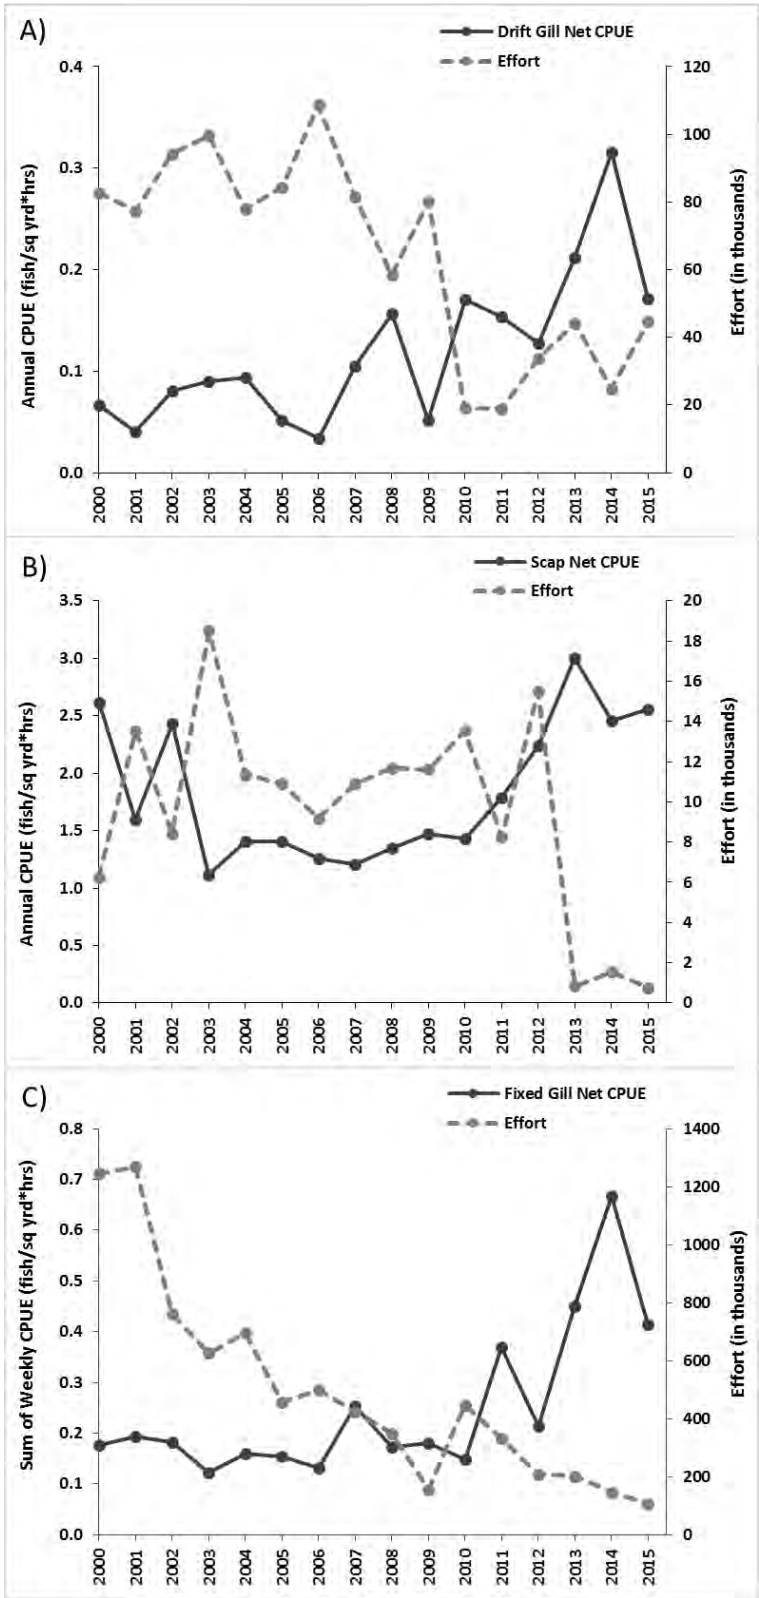 A)
Drift Gill Net CPUE
Effort
Annual CPUE (fish/sq yrd*hrs)
0.4
0.3
0.2
0.1
0.0
120
100
80
60
40
20
0
Effort (in thousands)
2000 2001 2002 2003 2004 2005 2006 2007 2008 2009 2010 2011 2012 2013 2014 2015
B)
Scap Net CPUE
Effort
Annual CPUE (fish/sq yrd*hrs)
3.5
3.0
2.5
2.0
1.5
1.0
0.5
0.0
20
18
16
14
12
10
8
6
4
2
0
Effort (in thousands)
2000 2001 2002 2003 2004 2005 2006 2007 2008 2009 2010 2011 2012 2013 2014 2015
C)
Fixed Gill Net CPUE
Effort
Sum of Weekly CPUE (fish/sq yrd*hrs)
0.8
0.7
0.6
0.5
0.4
0.3
0.2
0.1
0.0
1400
1200
1000
800
600
400
200
0
Effort (in thousands)
2000 2001 2002 2003 2004 2005 2006 2007 2008 2009 2010 2011 2012 2013 2014 2015